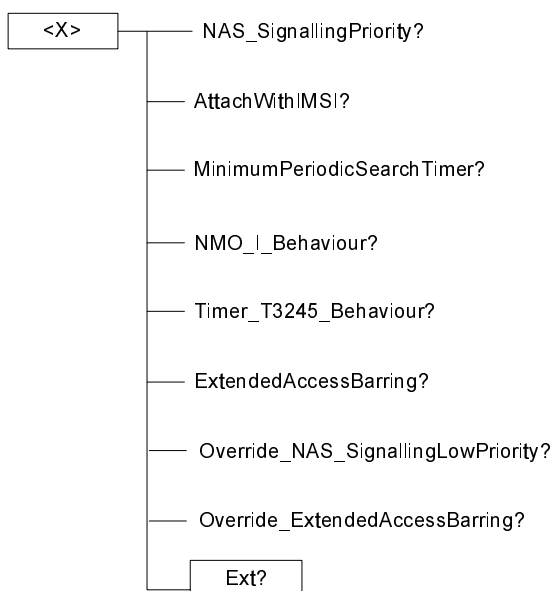 <X>
NAS_SignallingPriority?
AttachWithIMSI?
MinimumPeriodicSearchTimer?
NMO_I_Behaviour?
Timer_T3245_Behaviour?
ExtendedAccessBarring?
Override_NAS_SignallingLowPriority?
Override_ExtendedAccessBarring?
Ext?